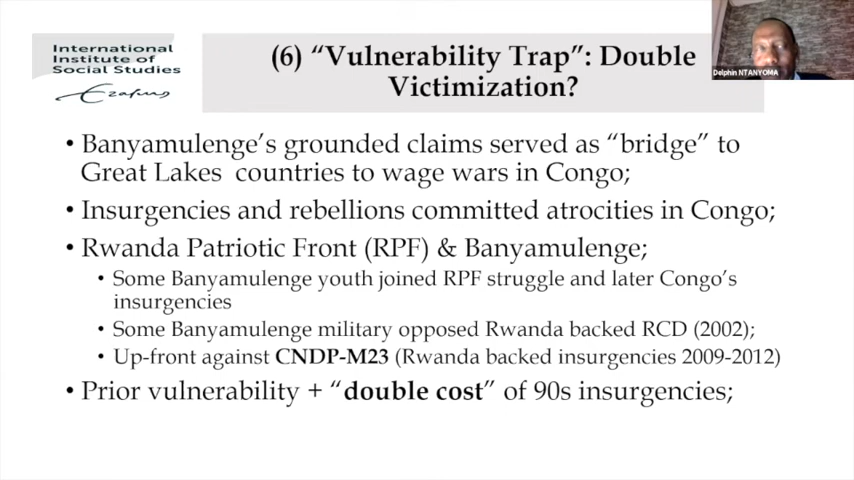 International
Institute of
Social Studies
Erasmus
(6) “Vulnerability Trap”: Double
Victimization?
Delphin NTANYOMA
• Banyamulenge’s grounded claims served as “bridge” to
Great Lakes countries to wage wars in Congo;
• Insurgencies and rebellions committed atrocities in Congo;
• Rwanda Patriotic Front (RPF) & Banyamulenge;
• Some Banyamulenge youth joined RPF struggle and later Congo’s
insurgencies
• Some Banyamulenge military opposed Rwanda backed RCD (2002);
• Up-front against CNDP-M23 (Rwanda backed insurgencies 2009-2012)
• Prior vulnerability + “double cost” of 90s insurgencies;